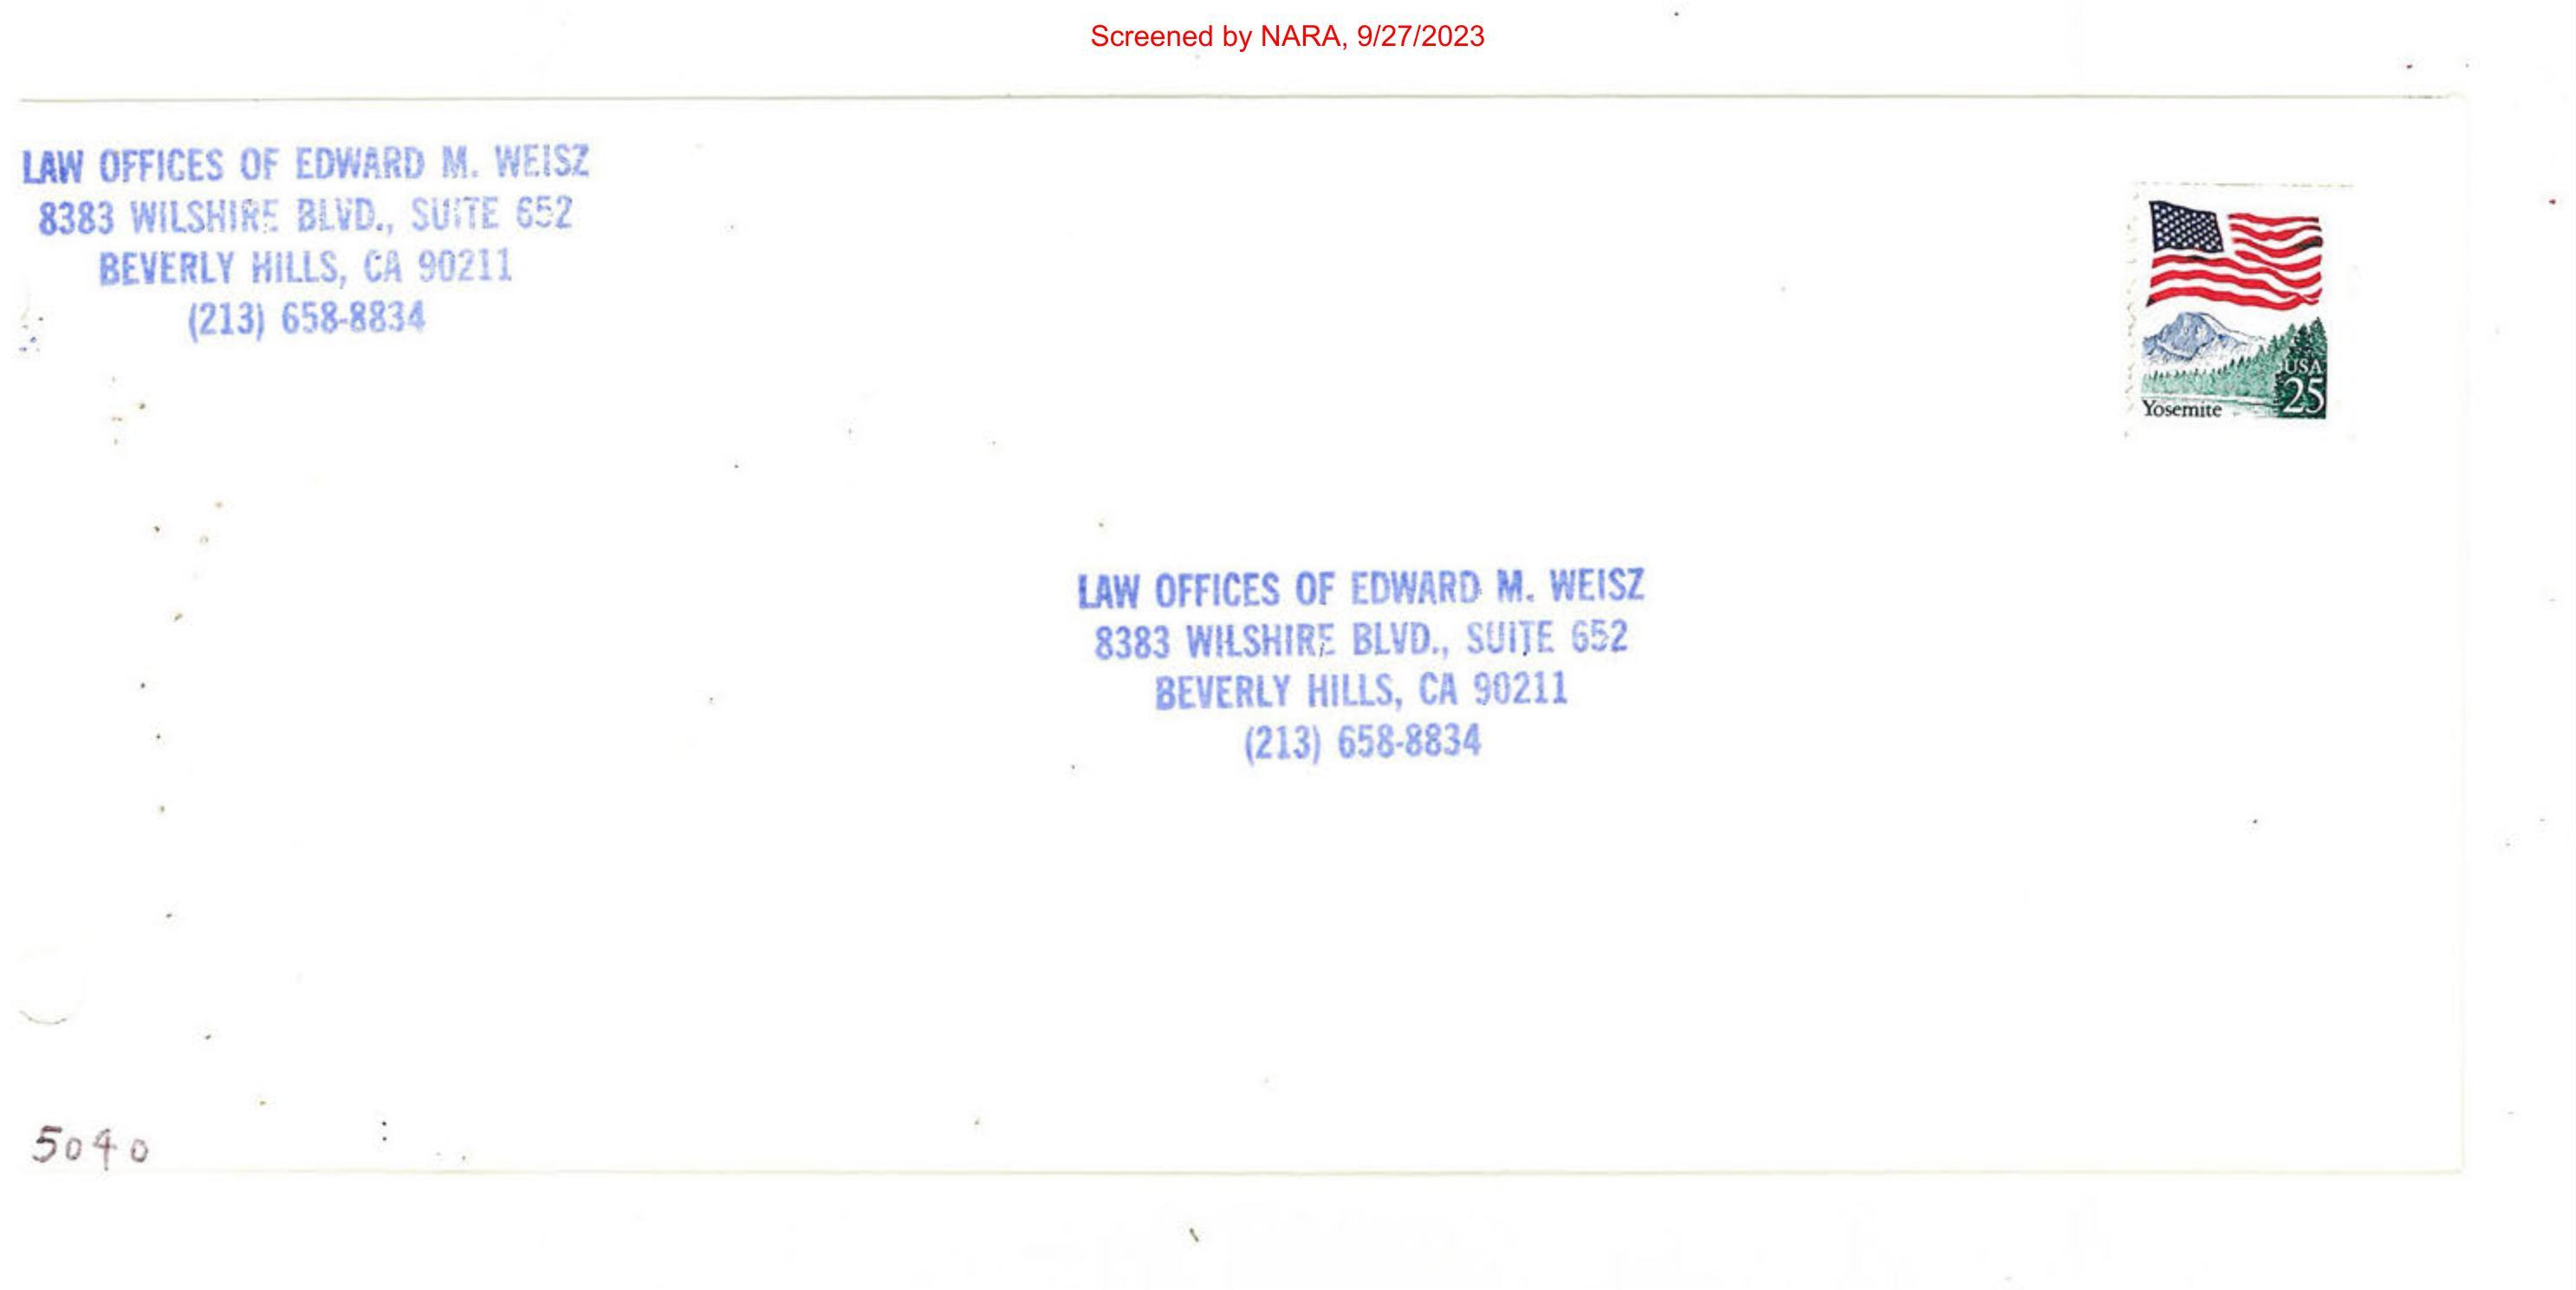 Screened by NARA, 9/27/2023
LAW OFFICES OF EDWARD M. WEISZ
8383 WILSHIRE BLVD., SUITE 652
BEVERLY HILLS, CA 90211
(213) 658-8834
USA
25
Yosemite
LAW OFFICES OF EDWARD M. WEISZ
8383 WILSHIRE BLVD., SUITE 652
BEVERLY HILLS, CA 90211
(213) 658-8834
5040